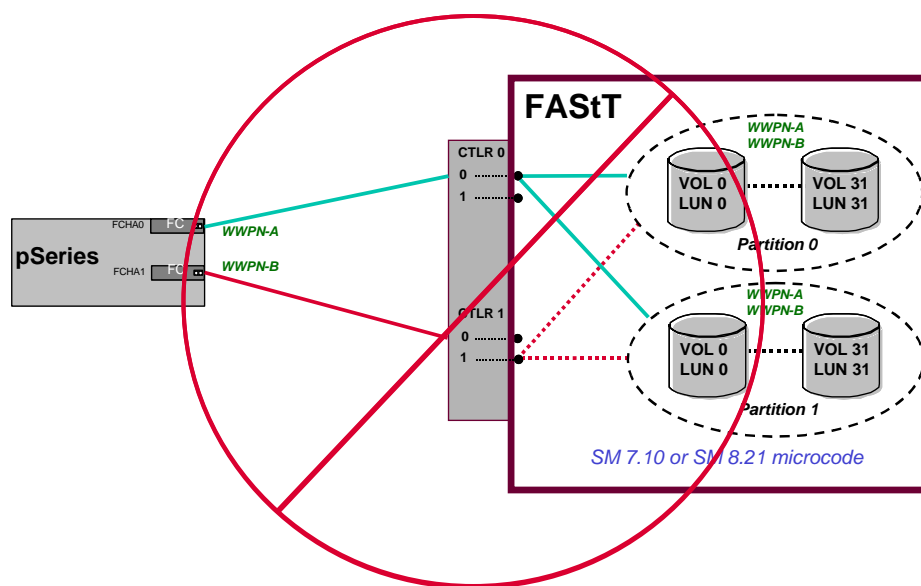 FAStT
WWPN-A
WWPN-B
CTLR 0
0
1
VOL 0
LUN 0
VOL 31
LUN 31
Partition 0
FCHA0
FC
WWPN-A
pSeries
FCHA1
FC
WWPN-B
CTLR 1
0
1
WWPN-A
WWPN-B
VOL 0
LUN 0
VOL 31
LUN 31
Partition 1
SM 7.10 or SM 8.21 microcode